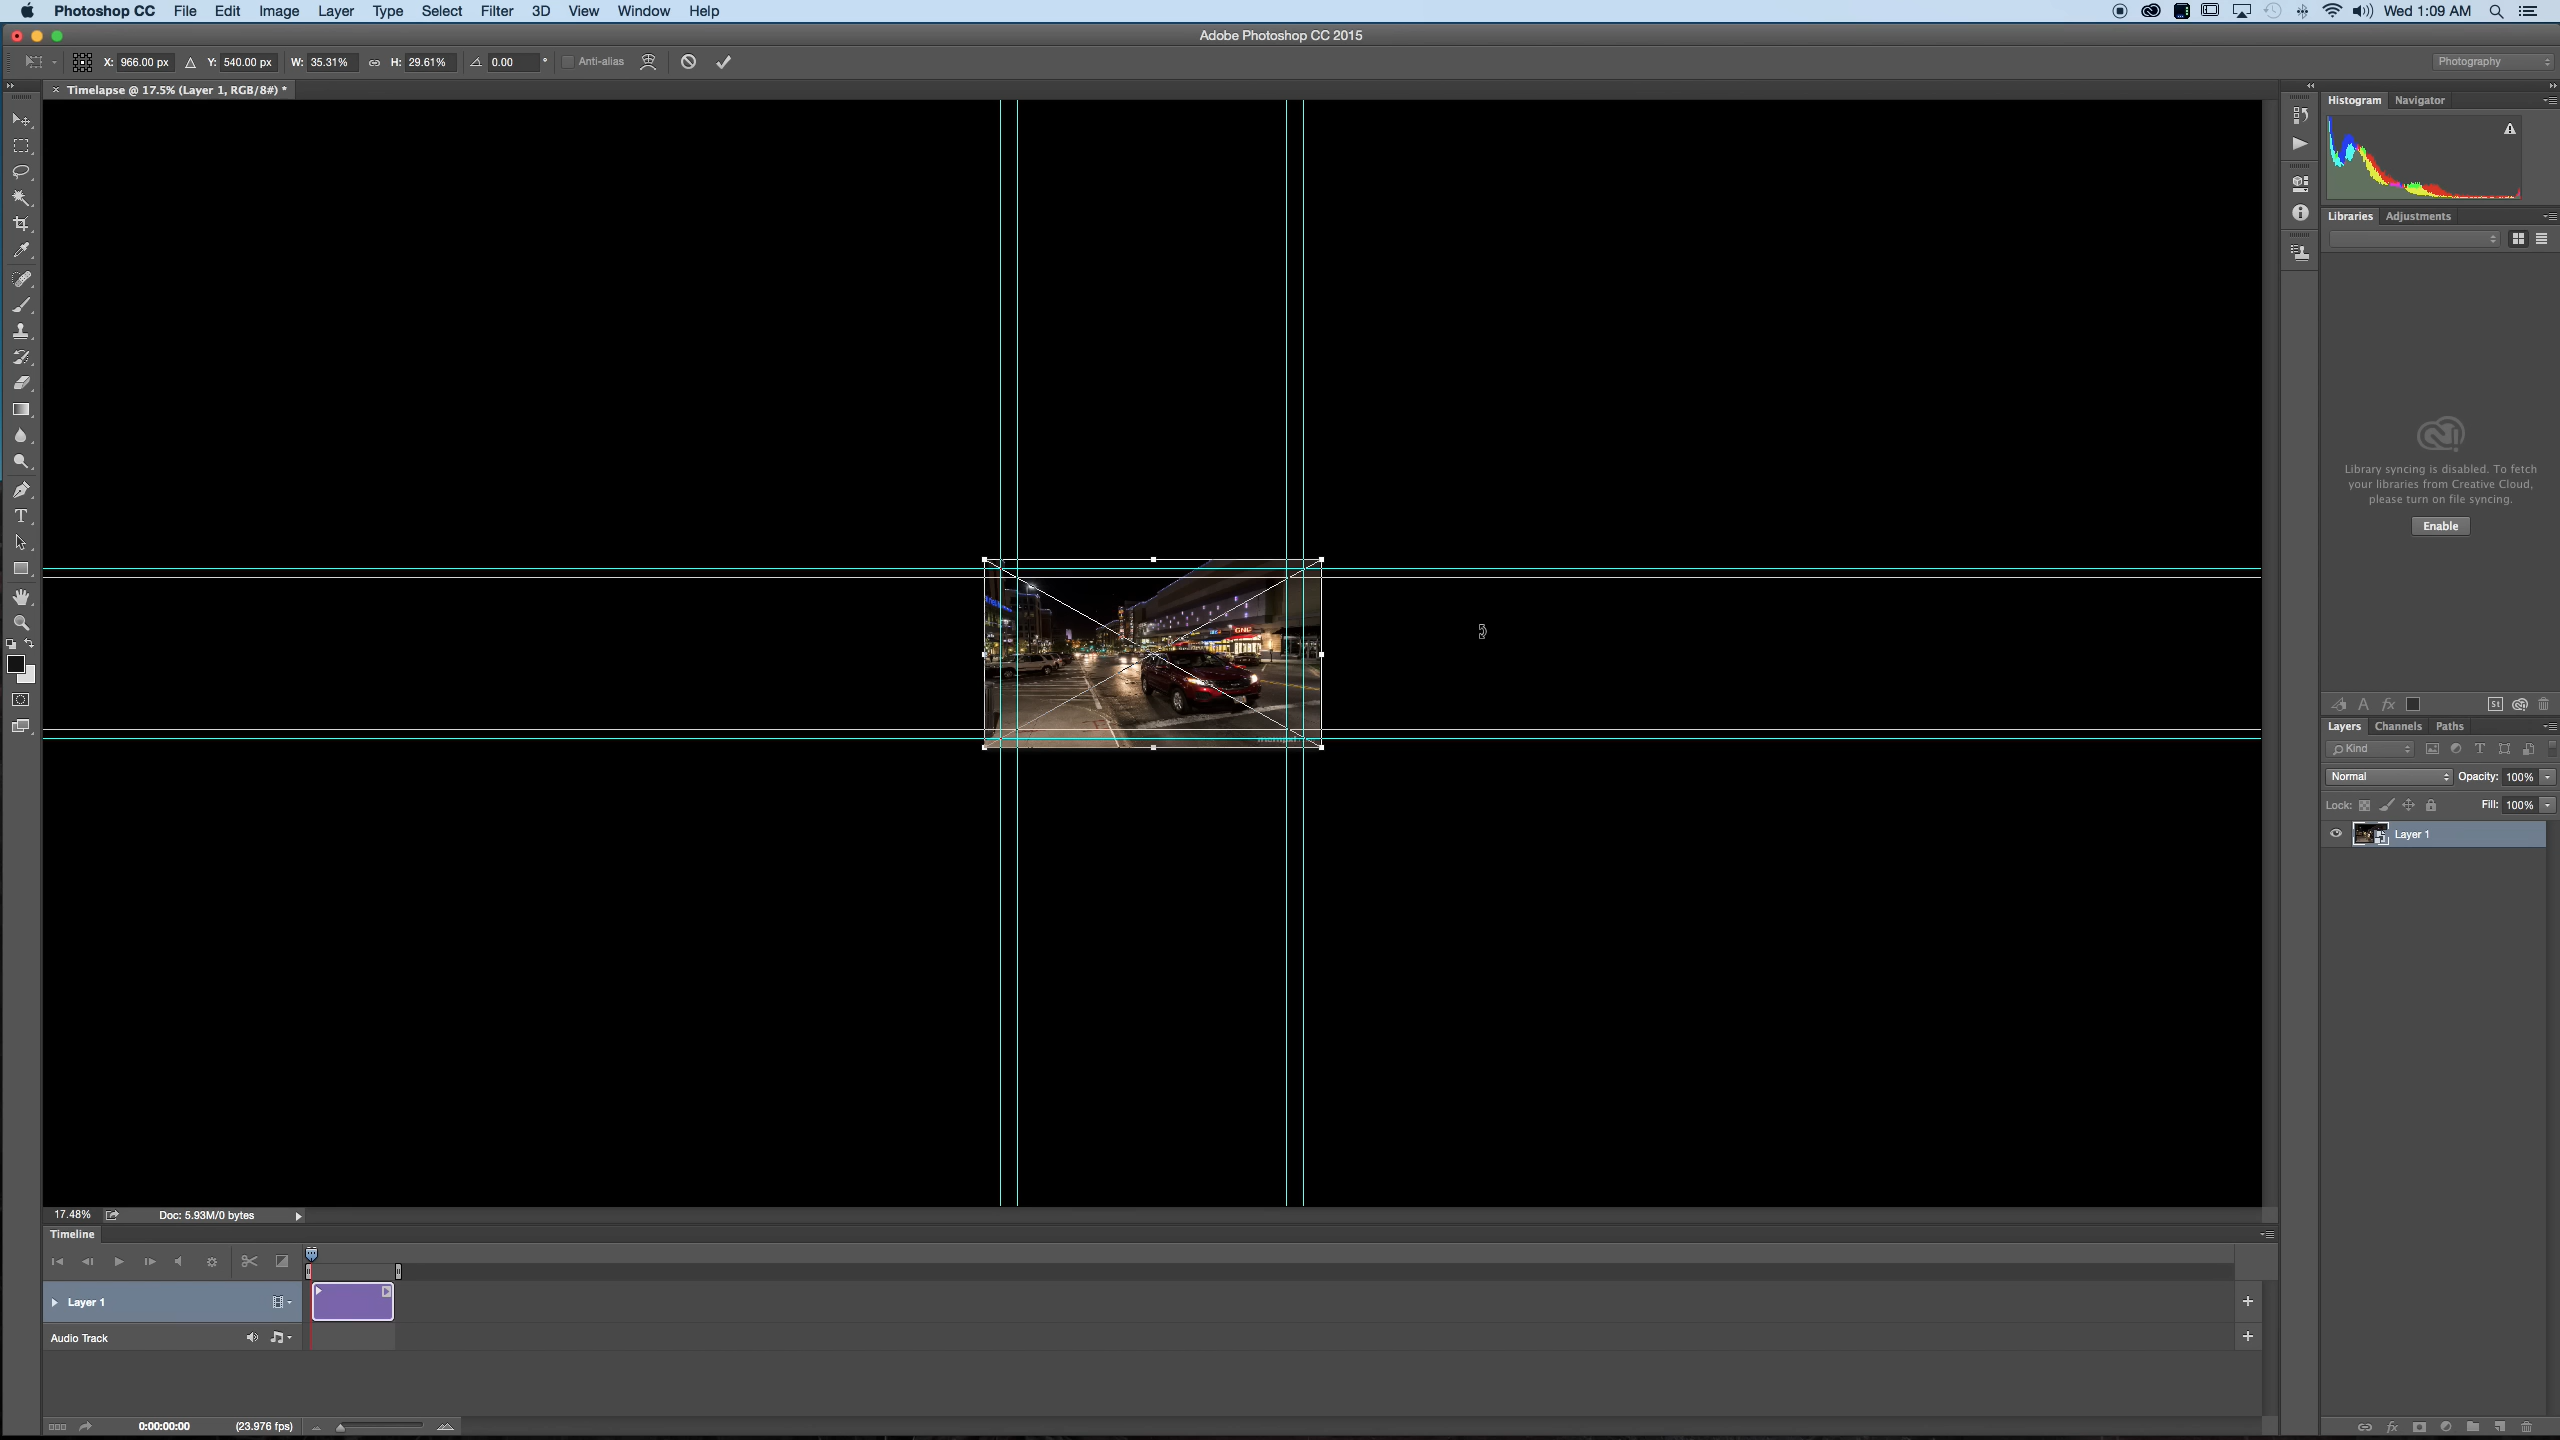 Photoshop CC File Edit Image Layer Type Select Filter 3D View Window Help Wed 1:09 AM
Adobe Photoshop CC 2015
X: 966.00 px Y: 540.00 px W: 35.31% H: 29.61% 0.00 ° Anti-alias Photography
Timelapse @ 17.5% (Layer 1, RGB/8#) *
Histogram Navigator
Libraries Adjustments
Library syncing is disabled. To fetch
your libraries from Creative Cloud,
please turn on file syncing.
Enable
GNC
St
Layers Channels Paths
Kind
Normal Opacity: 100%
Lock: Fill: 100%
Layer 1
17.48% Doc: 5.93M/0 bytes
Timeline
Layer 1
Audio Track
0:00:00:00 (23.976 fps)